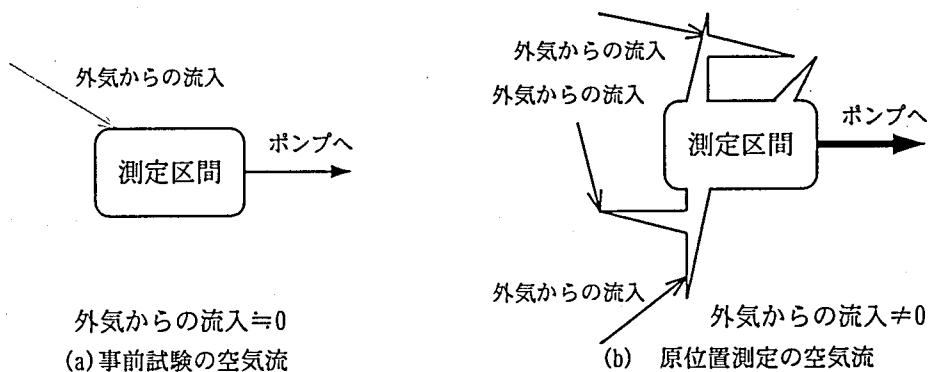 外気からの流入
測定区間
ポンプへ
外気からの流入≒0
(a)事前試験の空気流
外気からの流入
外気からの流入
測定区間
ポンプへ
外気からの流入
外気からの流入≠0
(b) 原位置測定の空気流